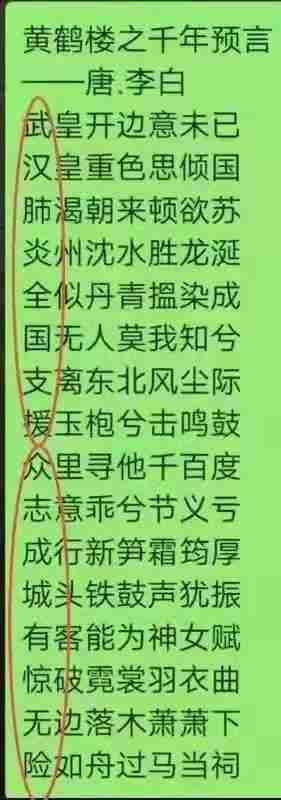 黄鹤楼之千年预言
——唐.李白
武皇开边意未已
汉皇重色思倾国
肺渴朝来顿欲苏
炎州沈水胜龙涎
全似丹青揾染成
国无人莫我知兮
支离东北风尘际
援玉枹兮击鸣鼓
众里寻他千百度
志意乖兮节义亏
成行新笋霜筠厚
城头铁鼓声犹振
有客能为神女赋
惊破霓裳羽衣曲
无边落木萧萧下
险如舟过马当祠